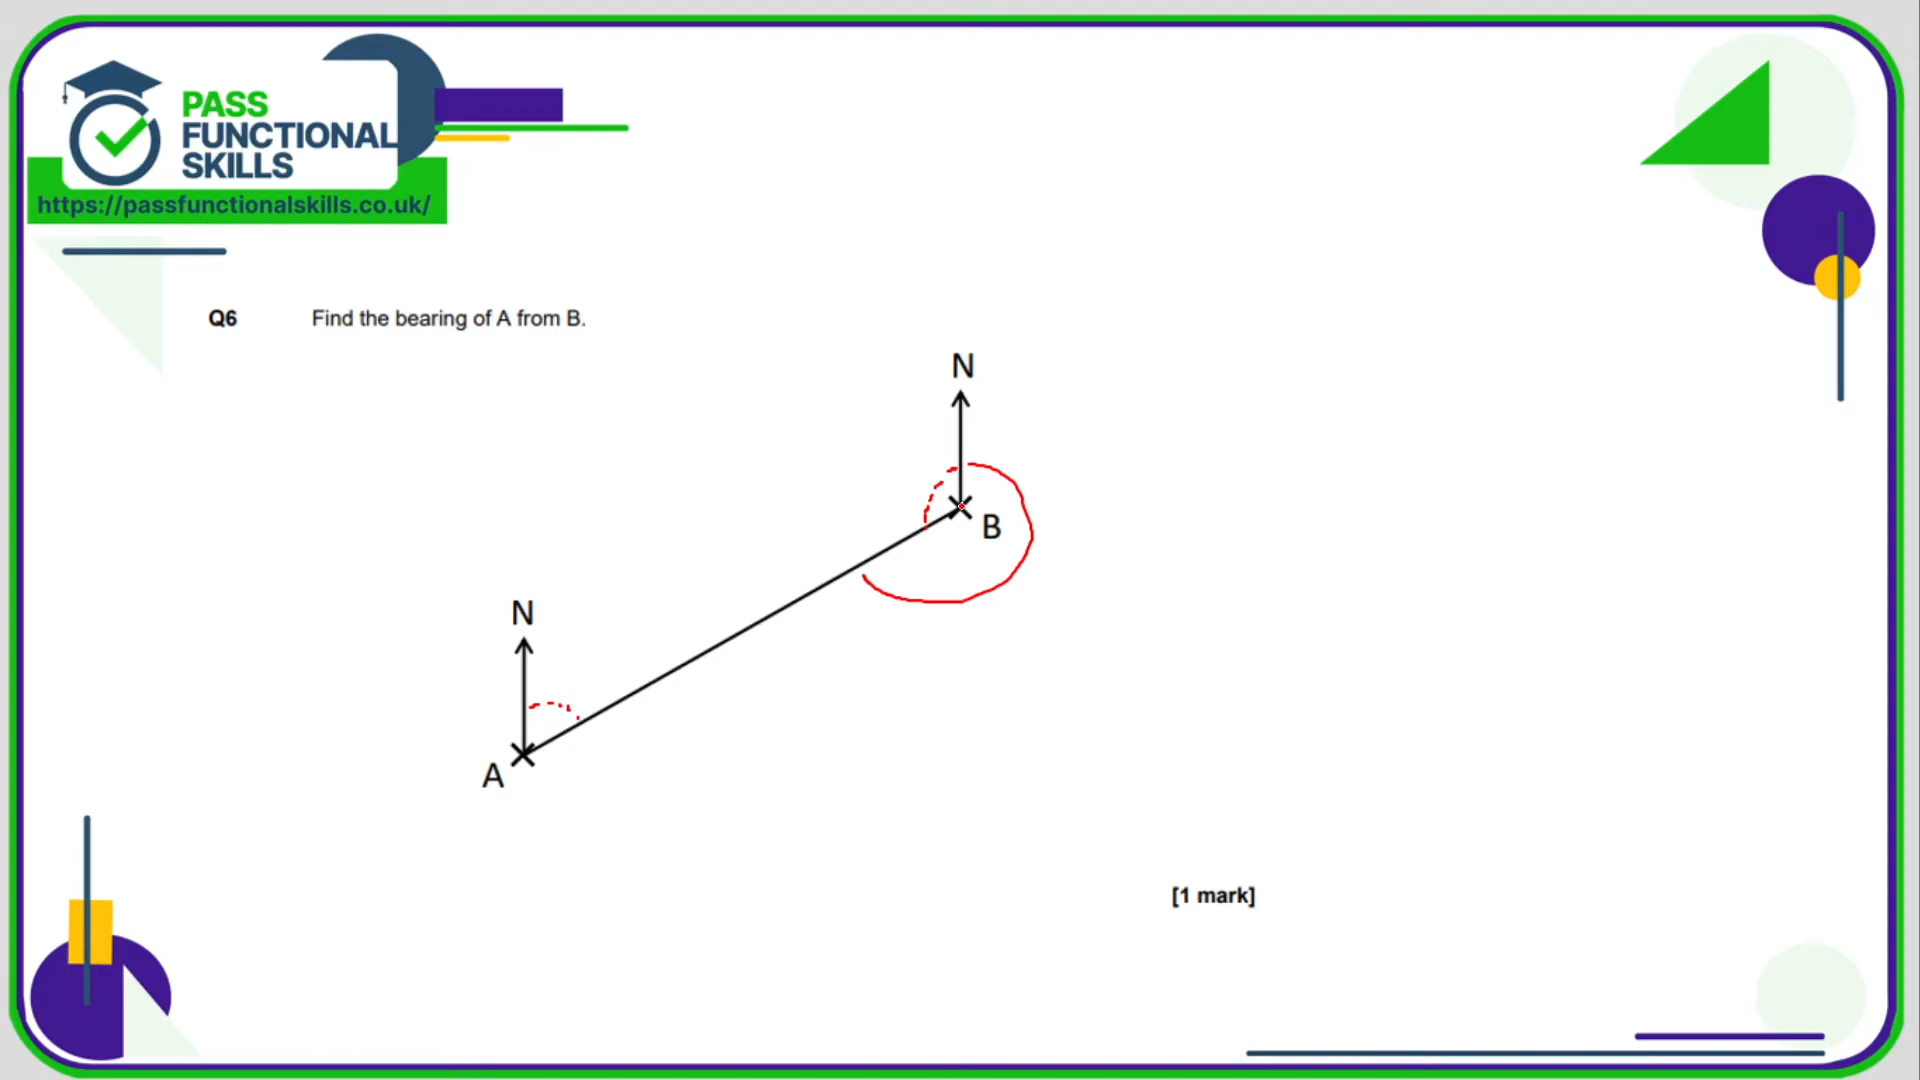 PASS
FUNCTIONAL
SKILLS
https://passfunctionalskills.co.uk/
Q6 Find the bearing of A from B.
N
B
N
A
[1 mark]